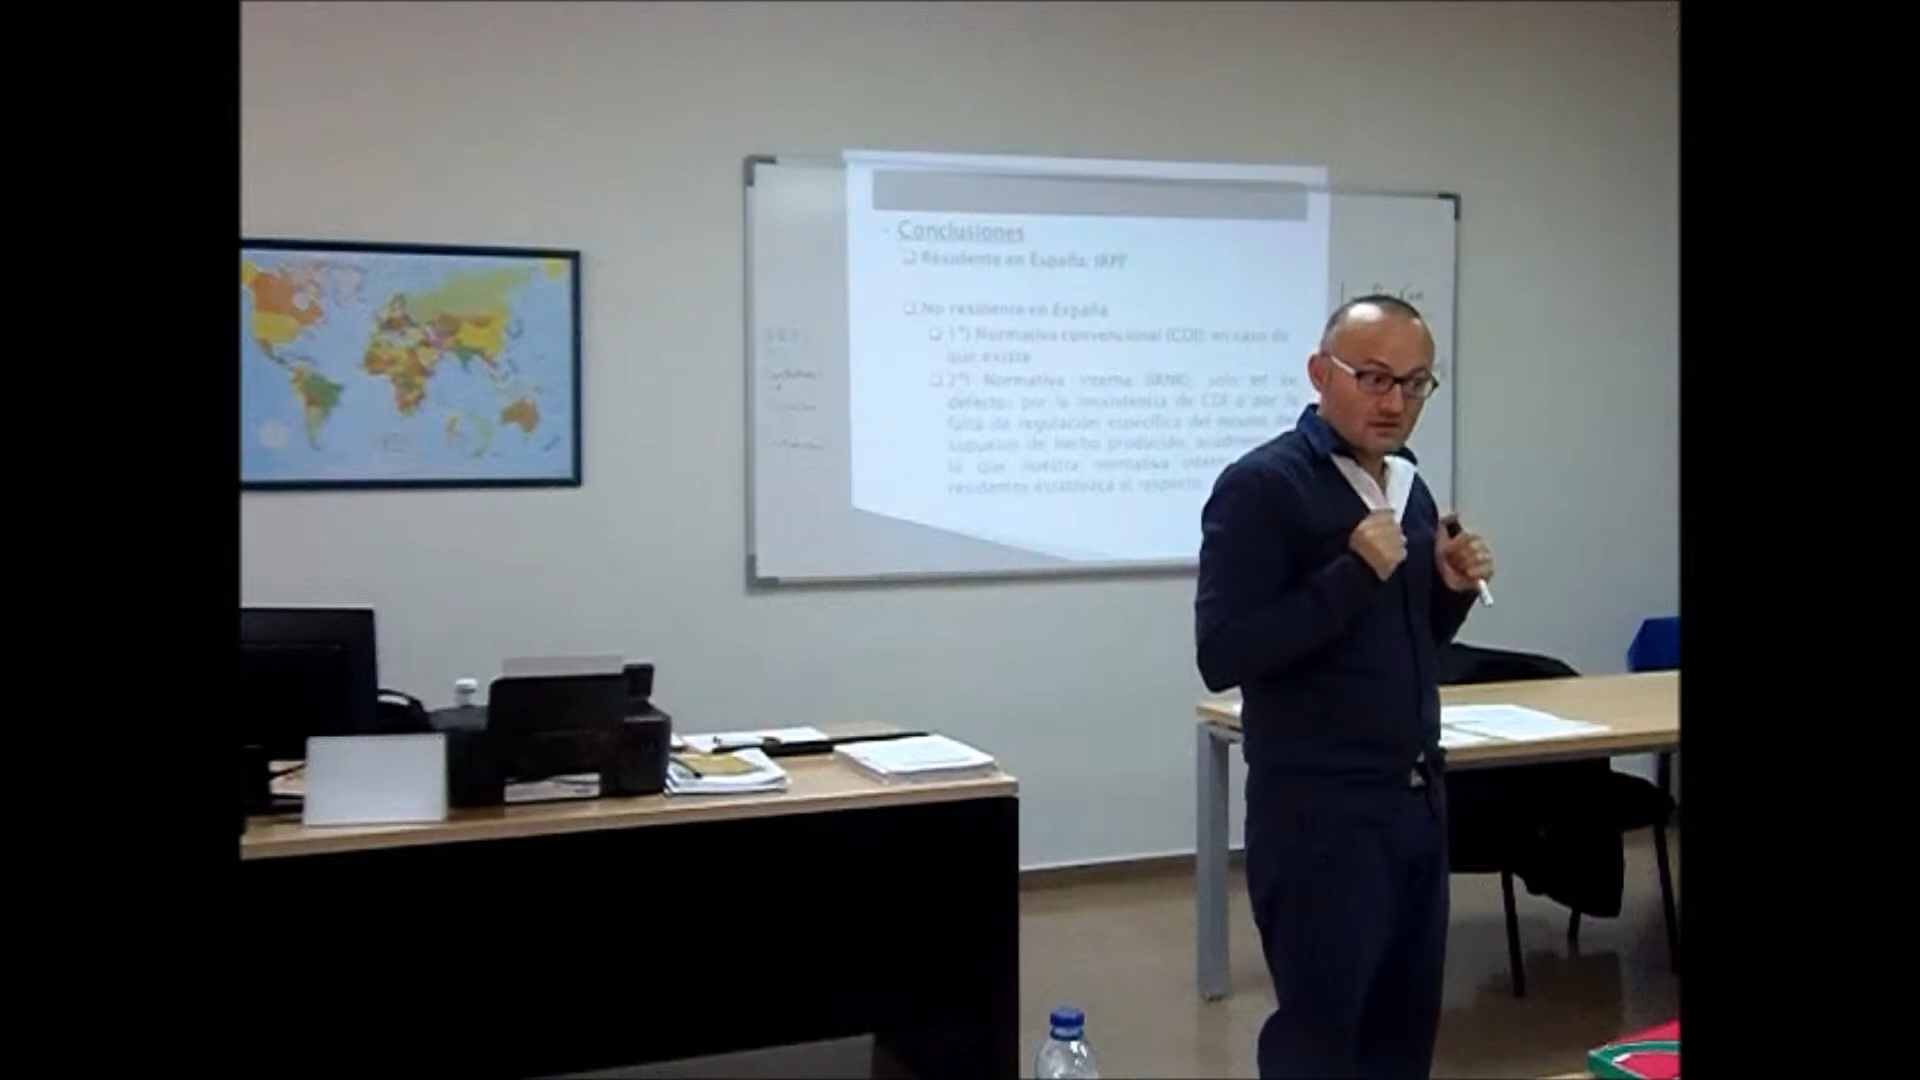 Conclusiones
Residente en España: IRPF
No residente en España
1º) Normativa convencional (CDI): en caso de
que exista
2º) Normativa interna (IRNR): solo en su
defecto; por la inexistencia de CDI o por la
falta de regulación específica del mismo del
supuesto de hecho producido, acudimos
lo que nuestra normativa interna
residentes establezca al respecto.